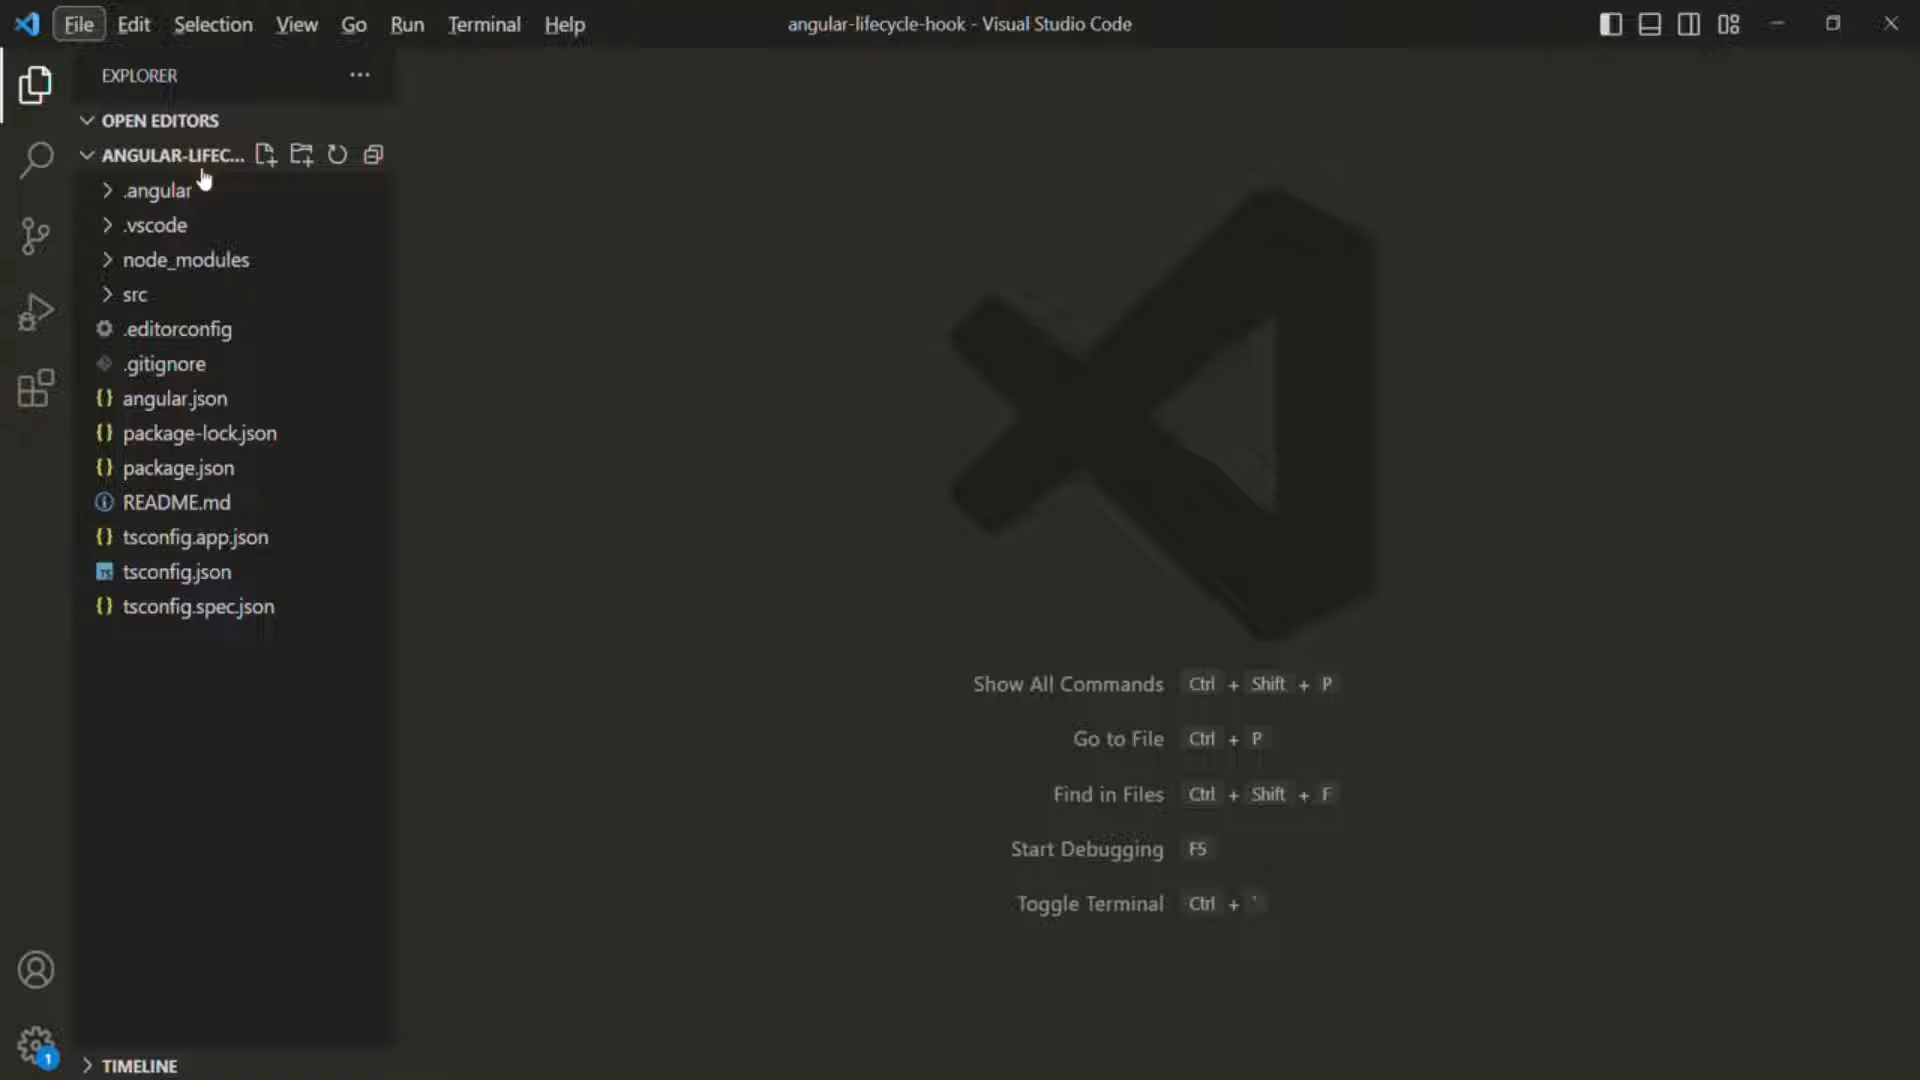 File Edit Selection View Go Run Terminal Help
angular-lifecycle-hook - Visual Studio Code
EXPLORER
OPEN EDITORS
ANGULAR-LIFEC...
.angular
.vscode
node_modules
src
.editorconfig
.gitignore
{} angular.json
{} package-lock.json
{} package.json
README.md
{} tsconfig.app.json
TS tsconfig.json
{} tsconfig.spec.json
Show All Commands Ctrl + Shift + P
Go to File Ctrl + P
Find in Files Ctrl + Shift + F
Start Debugging F5
Toggle Terminal Ctrl + `
1
TIMELINE